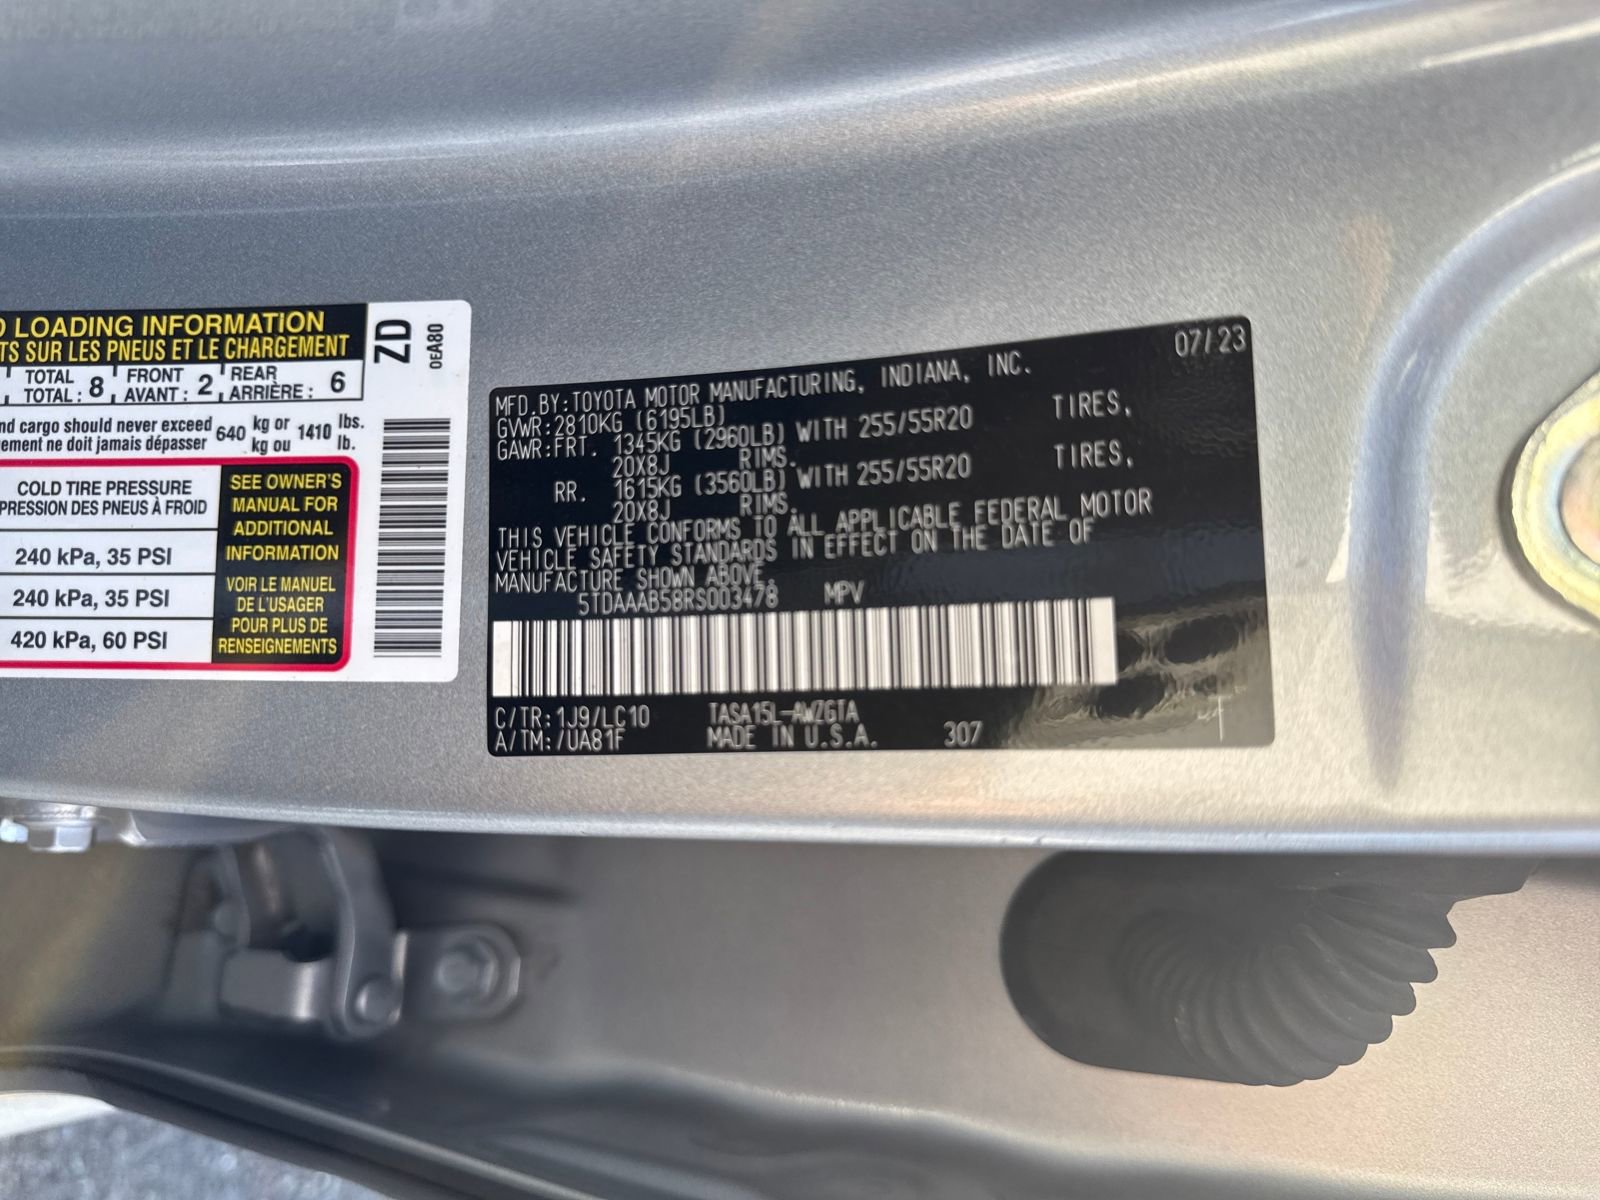 D LOADING INFORMATION
TS SUR LES PNEUS ET LE CHARGEMENT
TOTAL FRONT REAR
TOTAL : 8 AVANT : 2 ARRIÈRE : 6
nd cargo should never exceed 640 kg or 1410 lbs.
gement ne doit jamais dépasser kg ou lb.
COLD TIRE PRESSURE
PRESSION DES PNEUS À FROID
240 kPa, 35 PSI
240 kPa, 35 PSI
420 kPa, 60 PSI
SEE OWNER'S
MANUAL FOR
ADDITIONAL
INFORMATION
VOIR LE MANUEL
DE L'USAGER
POUR PLUS DE
RENSEIGNEMENTS
ZD
0EA80
07/23
MFD.BY:TOYOTA MOTOR MANUFACTURING, INDIANA, INC.
GVWR:2810KG (6195LB)
GAWR:FRT. 1345KG (2960LB) WITH 255/55R20 TIRES,
20X8J RIMS.
RR. 1615KG (3560LB) WITH 255/55R20 TIRES,
20X8J RIMS.
THIS VEHICLE CONFORMS TO ALL APPLICABLE FEDERAL MOTOR
VEHICLE SAFETY STANDARDS IN EFFECT ON THE DATE OF
MANUFACTURE SHOWN ABOVE.
5TDAAAB58RS003478 MPV
C/TR:1J9/LC10 TASA15L-AWZGTA
A/TM:/UA81F MADE IN U.S.A. 307